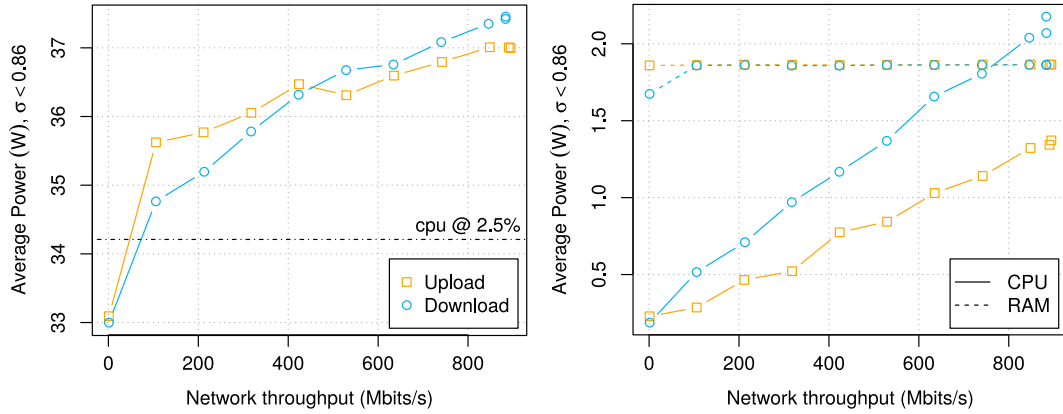 Average Power (W), σ < 0.86
37
36
35
34
33
cpu @ 2.5%
Upload
Download
0 200 400 600 800
Network throughput (Mbits/s)
Average Power (W), σ < 0.86
2.0
1.5
1.0
0.5
CPU
RAM
0 200 400 600 800
Network throughput (Mbits/s)